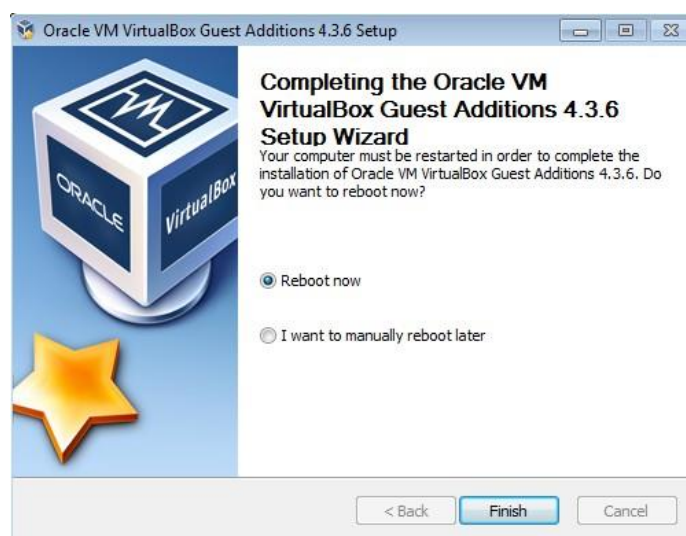 Oracle VM VirtualBox Guest Additions 4.3.6 Setup
Completing the Oracle VM
VirtualBox Guest Additions 4.3.6
Setup Wizard
Your computer must be restarted in order to complete the
installation of Oracle VM VirtualBox Guest Additions 4.3.6. Do
you want to reboot now?
ORACLE
VirtualBox
Reboot now
I want to manually reboot later
< Back
Finish
Cancel